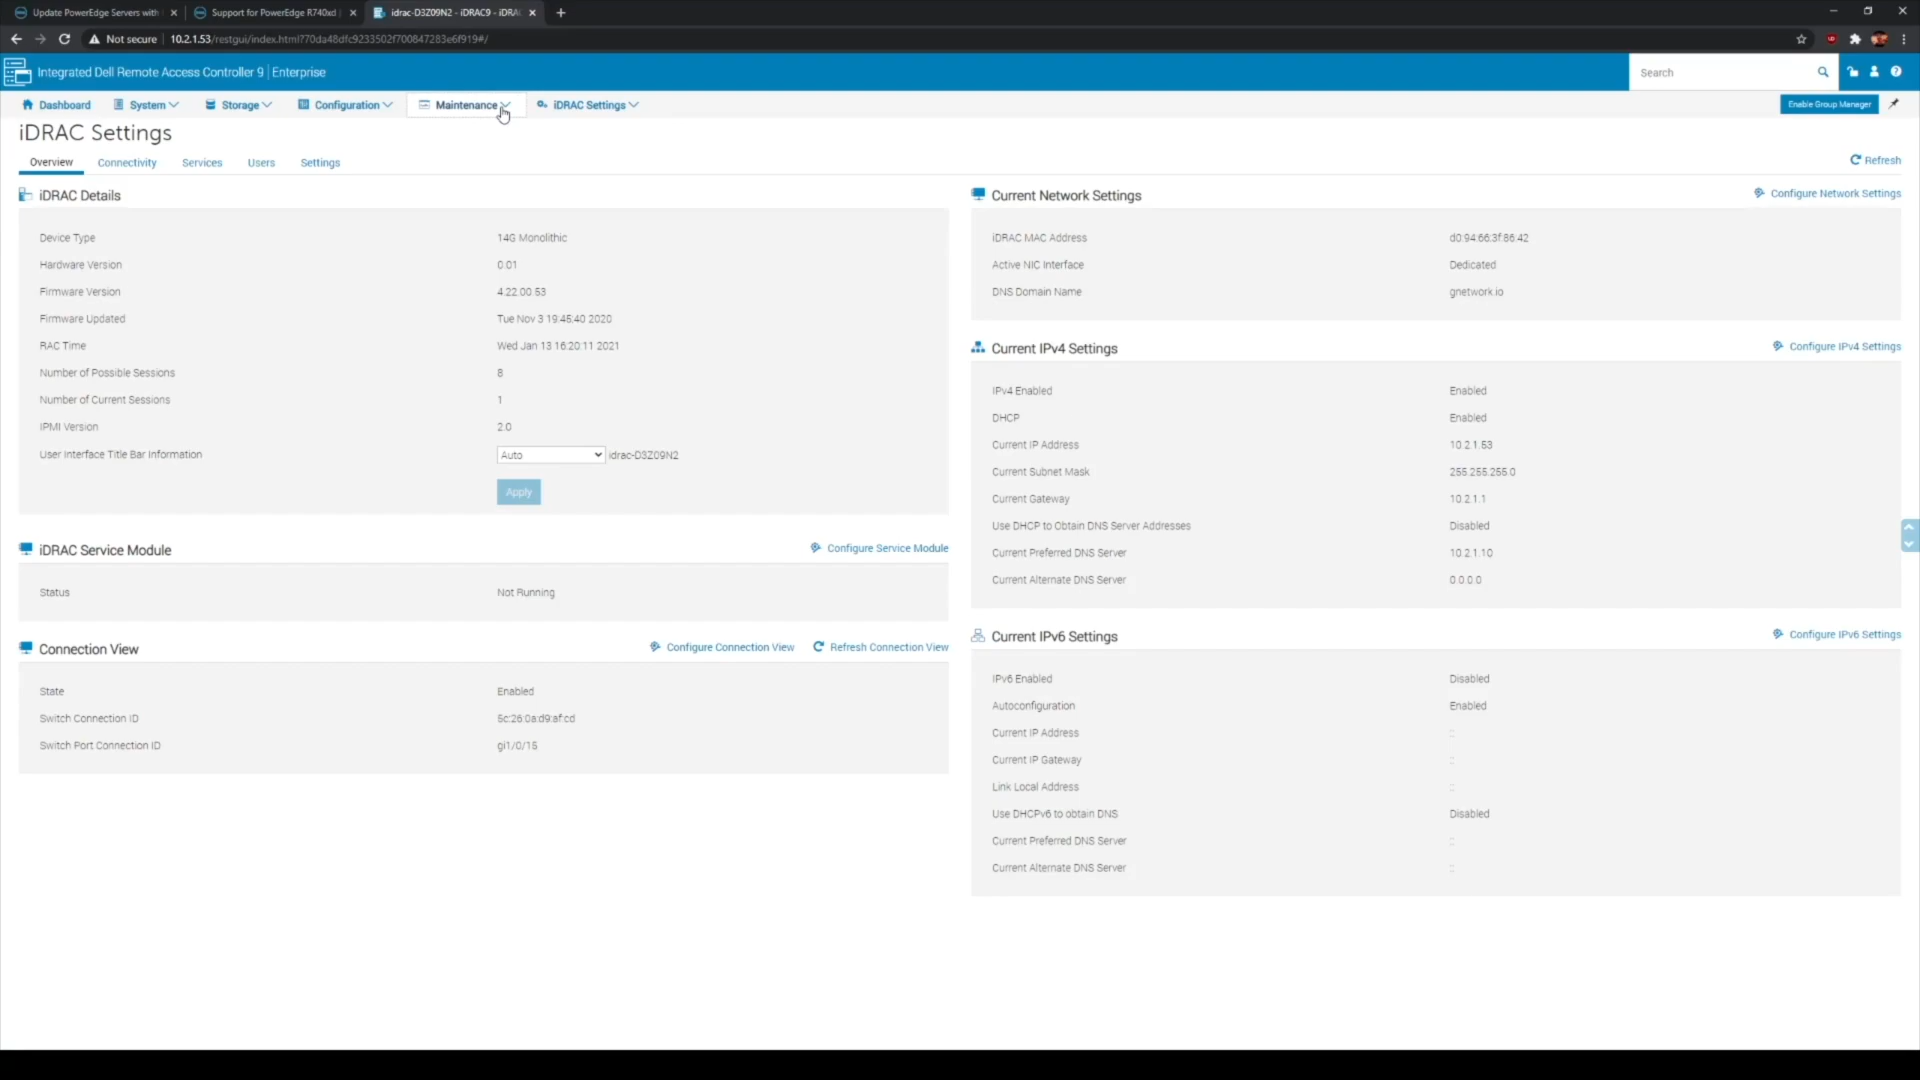 Update PowerEdge Servers with
Support for PowerEdge R740xd
idrac-D3Z09N2 - iDRAC9 - iDRA
Not secure | 10.2.1.53/restgui/index.html?70da48dfc9233502f700847283e6f919#/
Integrated Dell Remote Access Controller 9 | Enterprise
Search
Dashboard System Storage Configuration Maintenance iDRAC Settings Enable Group Manager
iDRAC Settings
Overview Connectivity Services Users Settings Refresh
iDRAC Details
Device Type 14G Monolithic
Hardware Version 0.01
Firmware Version 4.22.00.53
Firmware Updated Tue Nov 3 19:45:40 2020
RAC Time Wed Jan 13 16:20:11 2021
Number of Possible Sessions 8
Number of Current Sessions 1
IPMI Version 2.0
User Interface Title Bar Information Auto idrac-D3Z09N2
Apply
iDRAC Service Module Configure Service Module
Status Not Running
Connection View Configure Connection View Refresh Connection View
State Enabled
Switch Connection ID 5c:26:0a:d9:af:cd
Switch Port Connection ID gi1/0/15
Current Network Settings Configure Network Settings
iDRAC MAC Address d0:94:66:3f:86:42
Active NIC Interface Dedicated
DNS Domain Name gnetwork.io
Current IPv4 Settings Configure IPv4 Settings
IPv4 Enabled Enabled
DHCP Enabled
Current IP Address 10.2.1.53
Current Subnet Mask 255.255.255.0
Current Gateway 10.2.1.1
Use DHCP to Obtain DNS Server Addresses Disabled
Current Preferred DNS Server 10.2.1.10
Current Alternate DNS Server 0.0.0.0
Current IPv6 Settings Configure IPv6 Settings
IPv6 Enabled Disabled
Autoconfiguration Enabled
Current IP Address ::
Current IP Gateway ::
Link Local Address ::
Use DHCPv6 to obtain DNS Disabled
Current Preferred DNS Server ::
Current Alternate DNS Server ::